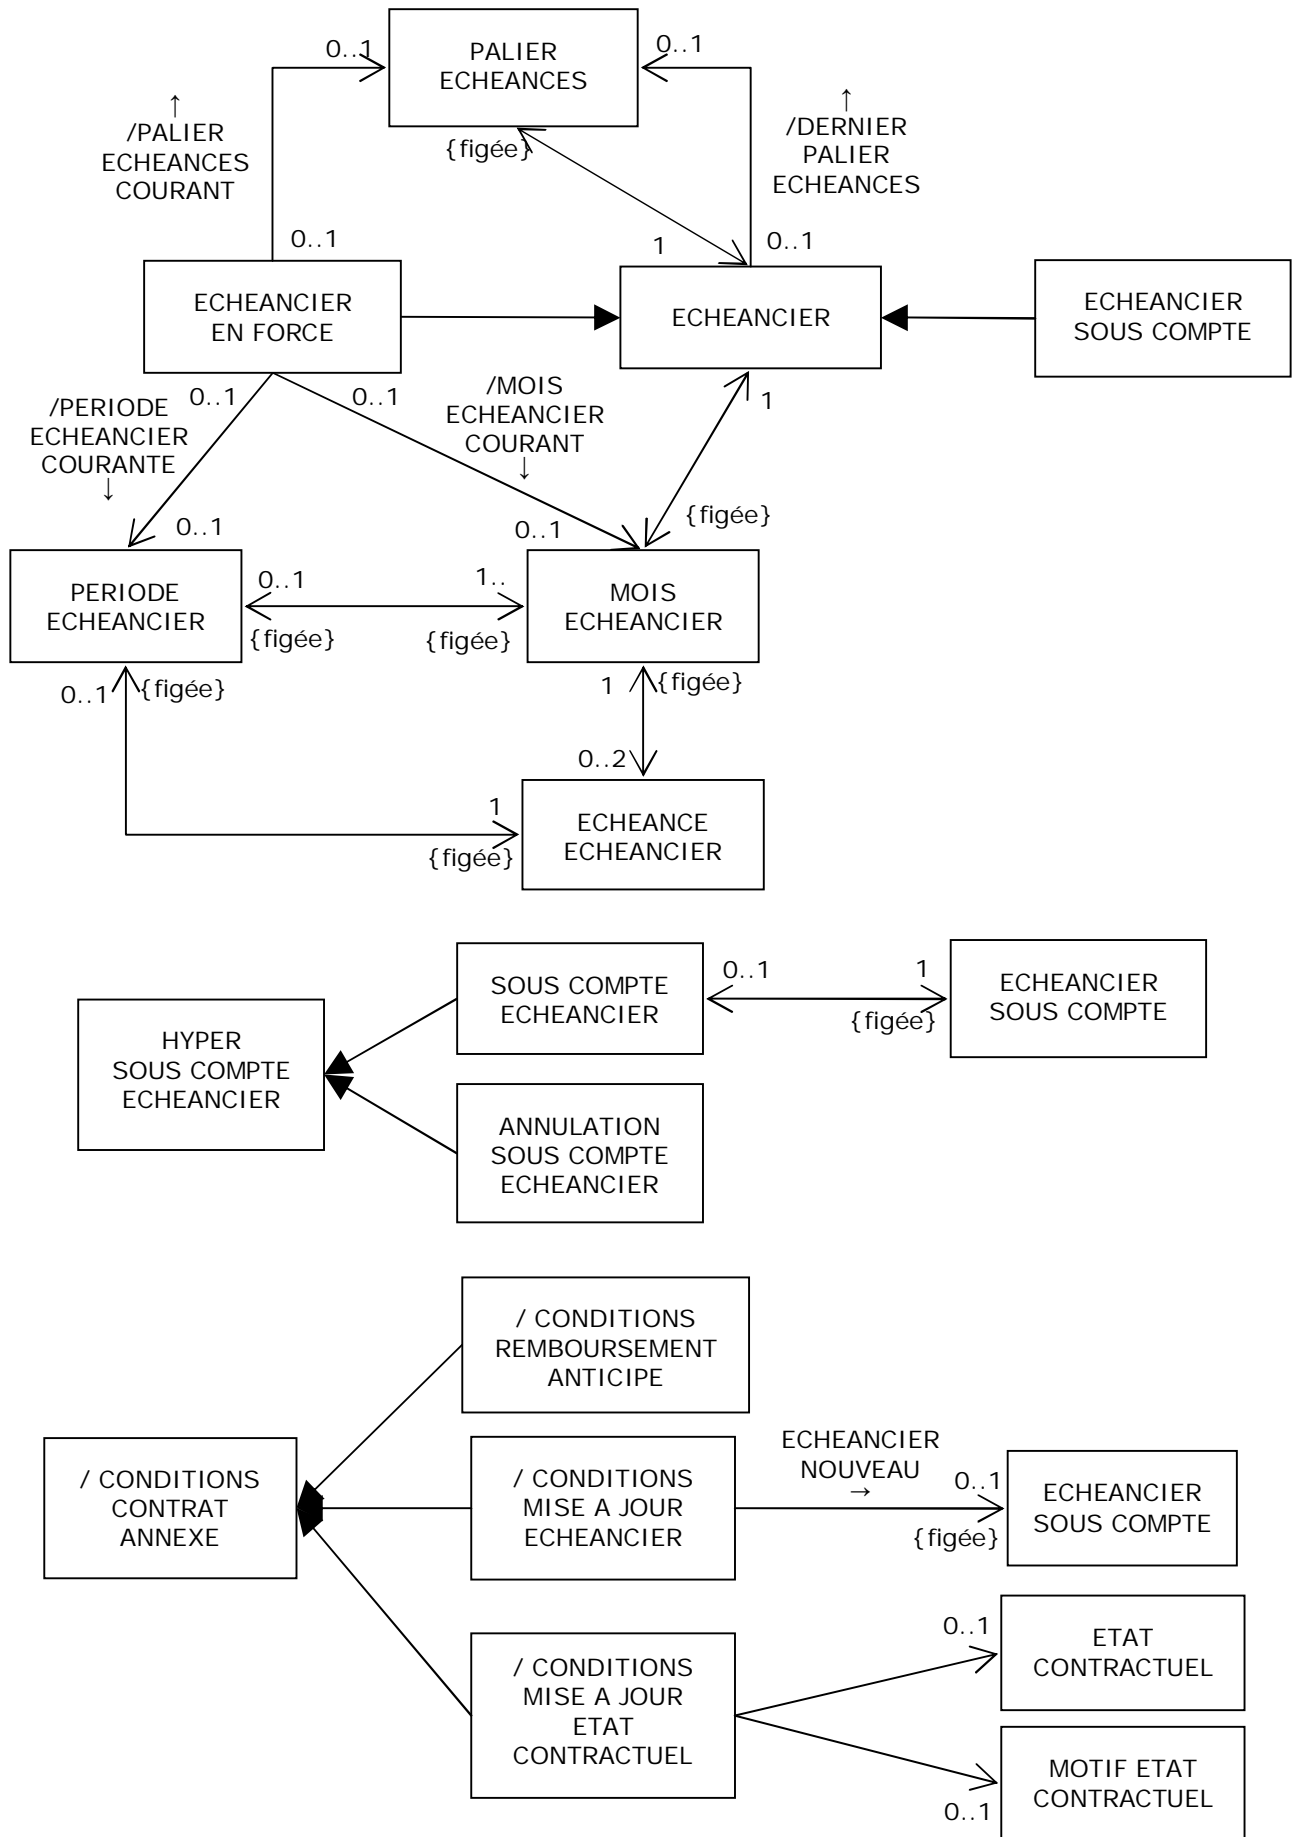 0..1
PALIER
ECHEANCES
0..1
↑
/PALIER
ECHEANCES
COURANT
{figée}
↑
/DERNIER
PALIER
ECHEANCES
0..1
1
0..1
ECHEANCIER
EN FORCE
ECHEANCIER
ECHEANCIER
SOUS COMPTE
0..1
0..1
/PERIODE
ECHEANCIER
COURANTE
↓
/MOIS
ECHEANCIER
COURANT
↓
1
{figée}
0..1
0..1
PERIODE
ECHEANCIER
0..1
{figée}
1..
{figée}
MOIS
ECHEANCIER
0..1
{figée}
1
{figée}
0..2
1
{figée}
ECHEANCE
ECHEANCIER
HYPER
SOUS COMPTE
ECHEANCIER
SOUS COMPTE
ECHEANCIER
0..1
1
{figée}
ECHEANCIER
SOUS COMPTE
ANNULATION
SOUS COMPTE
ECHEANCIER
/ CONDITIONS
REMBOURSEMENT
ANTICIPE
/ CONDITIONS
CONTRAT
ANNEXE
/ CONDITIONS
MISE A JOUR
ECHEANCIER
ECHEANCIER
NOUVEAU
→
0..1
{figée}
ECHEANCIER
SOUS COMPTE
/ CONDITIONS
MISE A JOUR
ETAT
CONTRACTUEL
0..1
ETAT
CONTRACTUEL
0..1
MOTIF ETAT
CONTRACTUEL